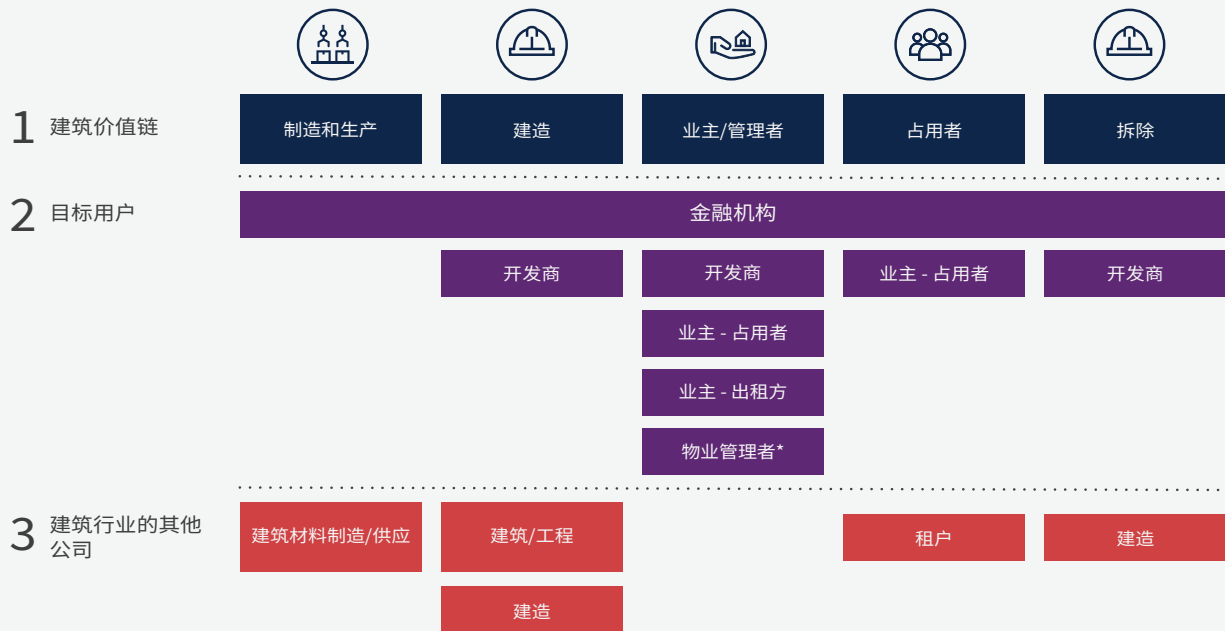 1 建筑价值链
制造和生产
建造
业主/管理者
占用者
拆除
2 目标用户
金融机构
开发商
开发商
业主 - 占用者
开发商
业主 - 占用者
业主 - 出租方
物业管理者*
3 建筑行业的其他
公司
建筑材料制造/供应
建筑/工程
租户
建造
建造